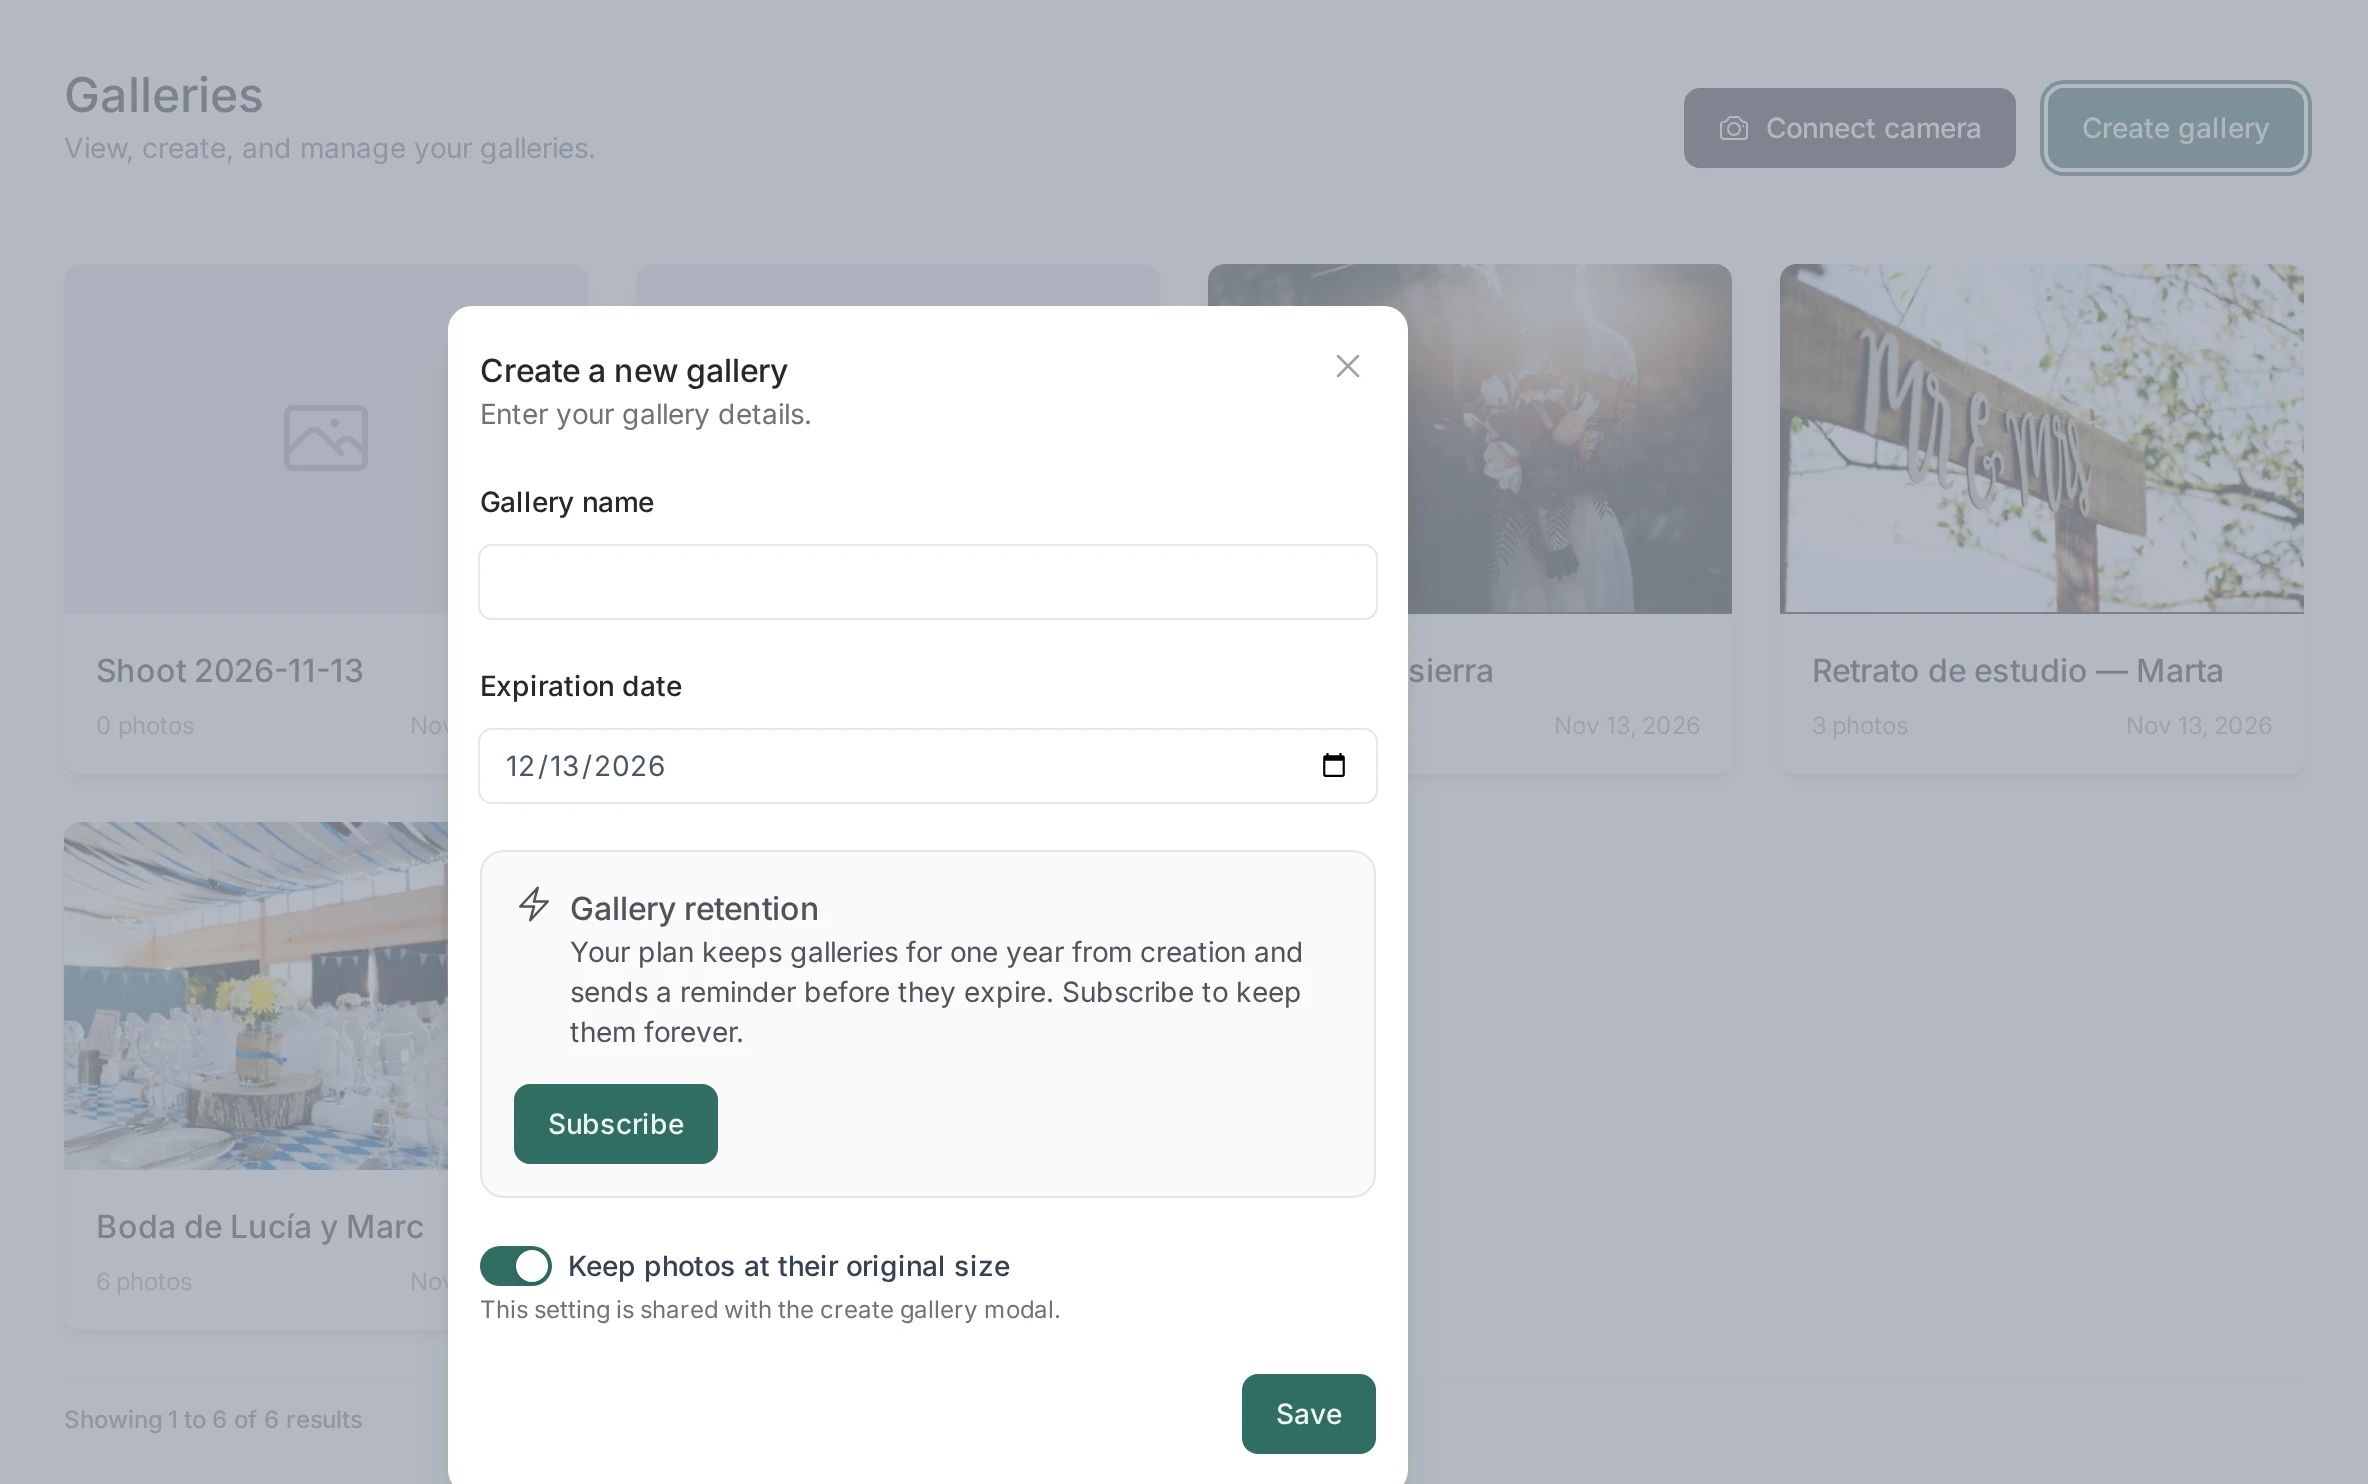 Galleries
View, create, and manage your galleries.
Connect camera
Create gallery
Create a new gallery
Enter your gallery details.
Gallery name
Expiration date
12/13/2026
Gallery retention
Your plan keeps galleries for one year from creation and
sends a reminder before they expire. Subscribe to keep
them forever.
Subscribe
Keep photos at their original size
This setting is shared with the create gallery modal.
Save
Mr & Mrs
Shoot 2026-11-13
0 photos
Nov
sierra
Nov 13, 2026
Retrato de estudio — Marta
3 photos
Nov 13, 2026
Boda de Lucía y Marc
6 photos
Nov
Showing 1 to 6 of 6 results